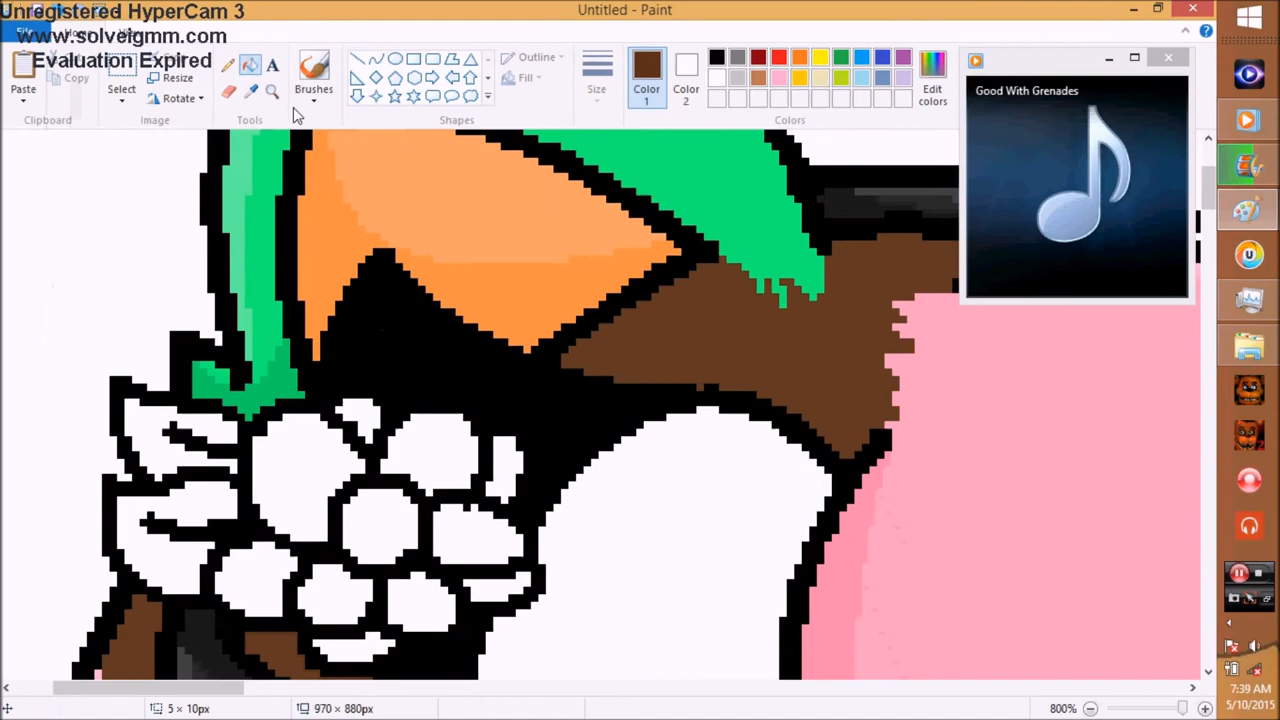 Unregistered HyperCam 3
Untitled - Paint
www.solveigmm.com
Evaluation Expired
Paste
Copy
Select
Resize
Rotate
Brushes
Outline
Fill
Size
Color 1
Color 2
Edit colors
Clipboard
Image
Tools
Shapes
Colors
Good With Grenades
5 × 10px
970 × 880px
800%
7:39 AM
5/10/2015